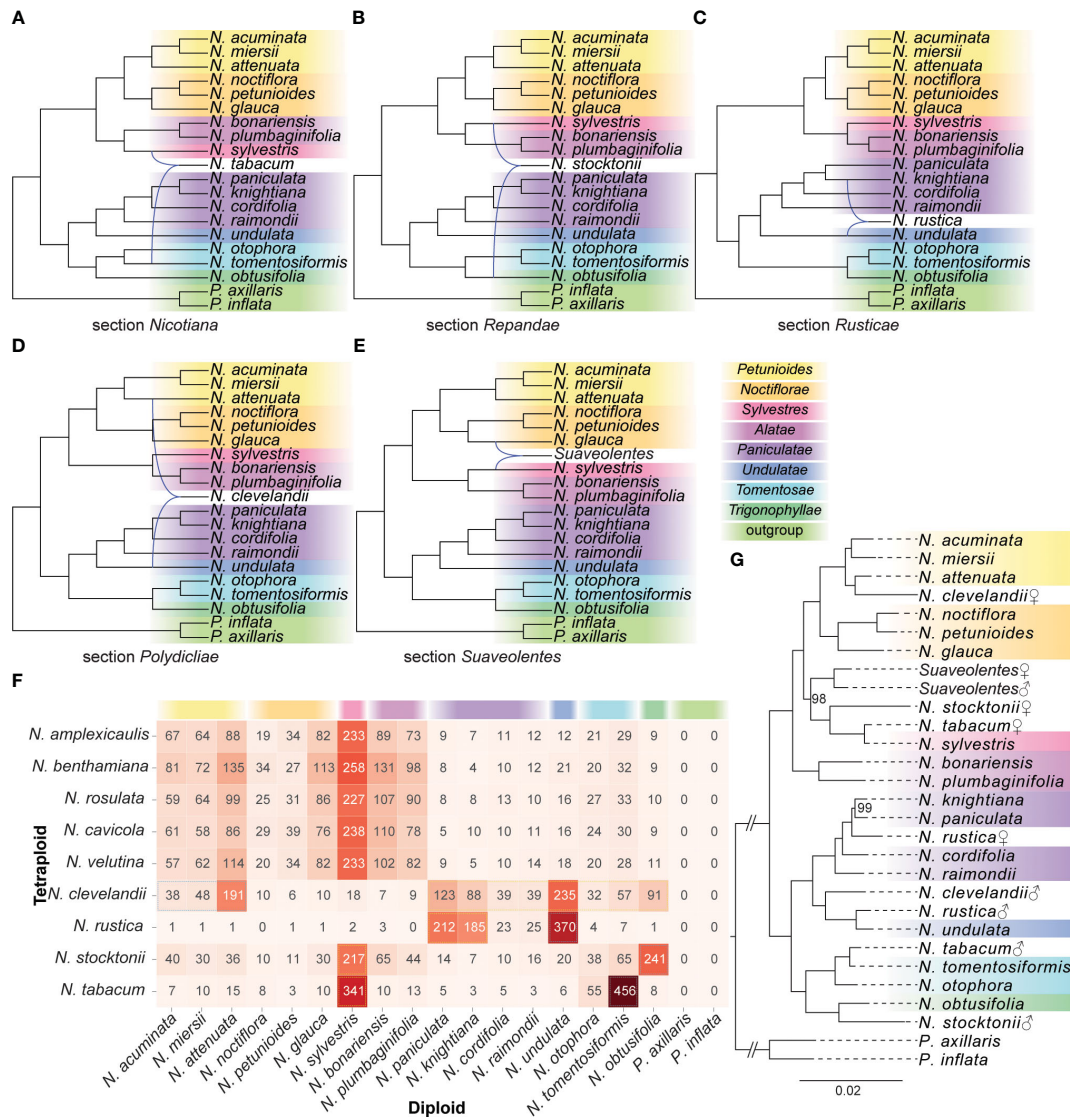 A
N. acuminata
N. miersii
N. attenuata
N. noctiflora
N. petunioides
N. glauca
N. bonariensis
N. plumbaginifolia
N. sylvestris
N. tabacum
N. paniculata
N. knightiana
N. cordifolia
N. raimondii
N. undulata
N. otophora
N. tomentosiformis
N. obtusifolia
P. axillaris
P. inflata
section Nicotiana
B
N. acuminata
N. miersii
N. attenuata
N. noctiflora
N. petunioides
N. glauca
N. sylvestris
N. bonariensis
N. plumbaginifolia
N. stocktonii
N. paniculata
N. knightiana
N. cordifolia
N. raimondii
N. undulata
N. otophora
N. tomentosiformis
N. obtusifolia
P. inflata
P. axillaris
section Repandae
C
N. acuminata
N. miersii
N. attenuata
N. noctiflora
N. petunioides
N. glauca
N. sylvestris
N. bonariensis
N. plumbaginifolia
N. paniculata
N. knightiana
N. cordifolia
N. raimondii
N. rustica
N. undulata
N. otophora
N. tomentosiformis
N. obtusifolia
P. inflata
P. axillaris
section Rusticae
D
N. acuminata
N. miersii
N. attenuata
N. noctiflora
N. petunioides
N. glauca
N. sylvestris
N. bonariensis
N. plumbaginifolia
N. clevelandii
N. paniculata
N. knightiana
N. cordifolia
N. raimondii
N. undulata
N. otophora
N. tomentosiformis
N. obtusifolia
P. inflata
P. axillaris
section Polydicliae
E
N. acuminata
N. miersii
N. attenuata
N. noctiflora
N. petunioides
N. glauca
Suaveolentes
N. sylvestris
N. bonariensis
N. plumbaginifolia
N. paniculata
N. knightiana
N. cordifolia
N. raimondii
N. undulata
N. otophora
N. tomentosiformis
N. obtusifolia
P. inflata
P. axillaris
section Suaveolentes
Petunioides
Noctiflorae
Sylvestres
Alatae
Paniculatae
Undulatae
Tomentosae
Trigonophyllae
outgroup
F
Tetraploid
N. amplexicaulis 67 64 88 19 34 82 233 89 73 9 7 11 12 12 21 29 9 0 0
N. benthamiana 81 72 135 34 27 113 258 131 98 8 4 10 12 21 20 32 9 0 0
N. rosulata 59 64 99 25 31 86 227 107 90 8 8 13 10 16 27 33 10 0 0
N. cavicola 61 58 86 29 39 76 238 110 78 5 10 10 11 16 24 30 9 0 0
N. velutina 57 62 114 20 34 82 233 102 82 9 5 10 14 18 20 28 11 0 0
N. clevelandii 38 48 191 10 6 10 18 7 9 123 88 39 39 235 32 57 91 0 0
N. rustica 1 1 1 0 1 1 2 3 0 212 185 23 25 370 4 7 1 0 0
N. stocktonii 40 30 36 10 11 30 217 65 44 14 7 10 16 20 38 65 241 0 0
N. tabacum 7 10 15 8 3 10 341 10 13 5 3 5 3 6 55 456 8 0 0
N. acuminata
N. miersii
N. attenuata
N. noctiflora
N. petunioides
N. glauca
N. sylvestris
N. bonariensis
N. plumbaginifolia
N. paniculata
N. knightiana
N. cordifolia
N. raimondii
N. undulata
N. otophora
N. tomentosiformis
N. obtusifolia
P. axillaris
P. inflata
Diploid
G
N. acuminata
N. miersii
N. attenuata
N. clevelandii♀
N. noctiflora
N. petunioides
N. glauca
Suaveolentes♀
Suaveolentes♂
98
N. stocktonii♀
N. tabacum♀
N. sylvestris
N. bonariensis
N. plumbaginifolia
N. knightiana
99
N. paniculata
N. rustica♀
N. cordifolia
N. raimondii
N. clevelandii♂
N. rustica♂
N. undulata
N. tabacum♂
N. tomentosiformis
N. otophora
N. obtusifolia
N. stocktonii♂
P. axillaris
P. inflata
0.02